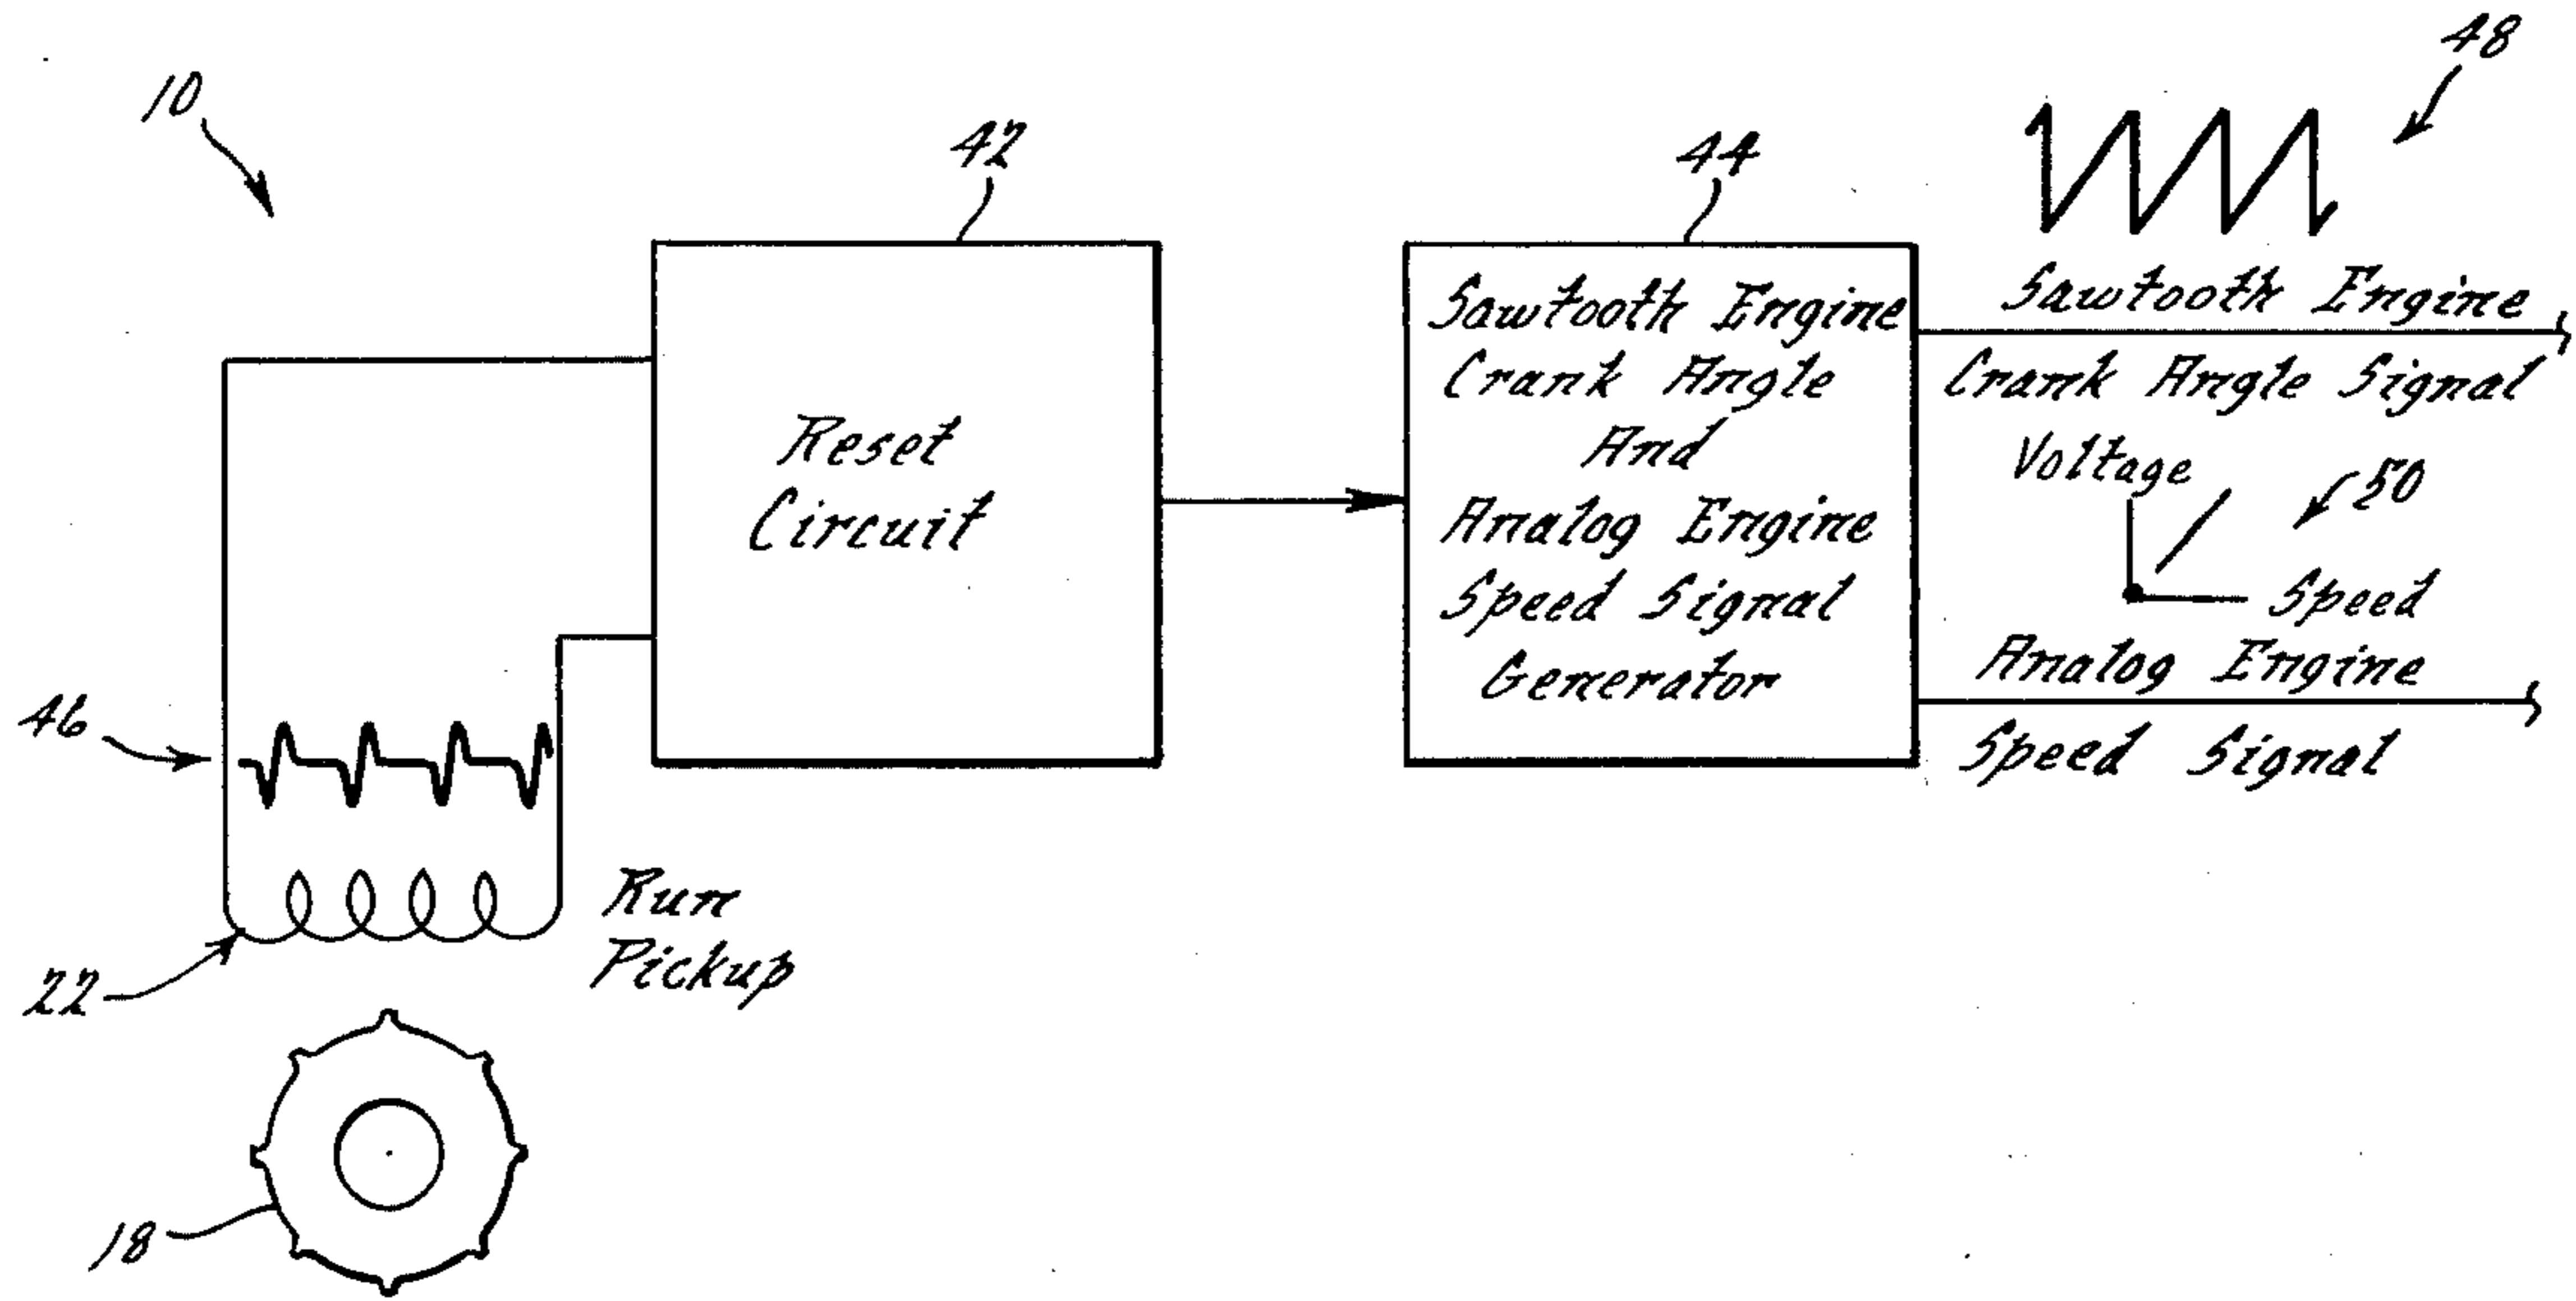 10
42
44
48
Reset
Circuit
Sawtooth Engine
Crank Angle
And
Analog Engine
Speed Signal
Generator
Sawtooth Engine
Crank Angle Signal
Voltage
50
Speed
Analog Engine
Speed Signal
46
22
Run
Pickup
18